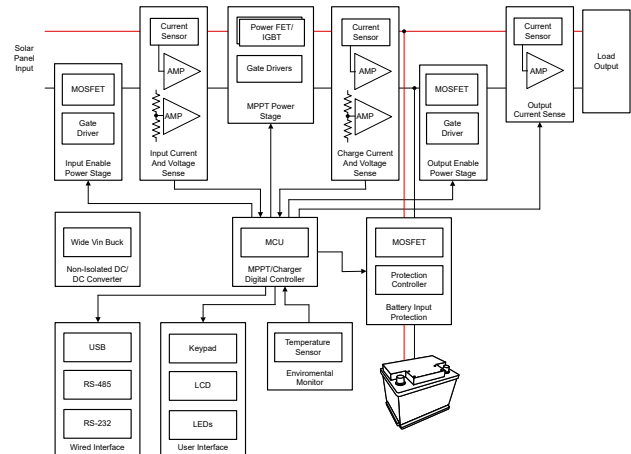 Solar
Panel
Input
MOSFET
Gate
Driver
Input Enable
Power Stage
Current
Sensor
AMP
AMP
Input Current
And Voltage
Sense
Power FET/
IGBT
Gate Drivers
MPPT Power
Stage
Current
Sensor
AMP
AMP
Charge Current
And Voltage
Sense
MOSFET
Gate
Driver
Output Enable
Power Stage
Current
Sensor
AMP
Output
Current Sense
Load
Output
Wide Vin Buck
Non-Isolated DC/
DC Converter
MCU
MPPT/Charger
Digital Controller
MOSFET
Protection
Controller
Battery Input
Protection
USB
RS-485
RS-232
Wired Interface
Keypad
LCD
LEDs
User Interface
Temperature
Sensor
Enviromental
Monitor